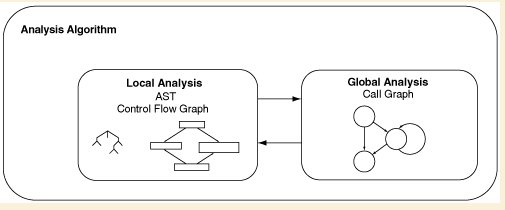 Analysis Algorithm
Local Analysis
AST
Control Flow Graph
Global Analysis
Call Graph